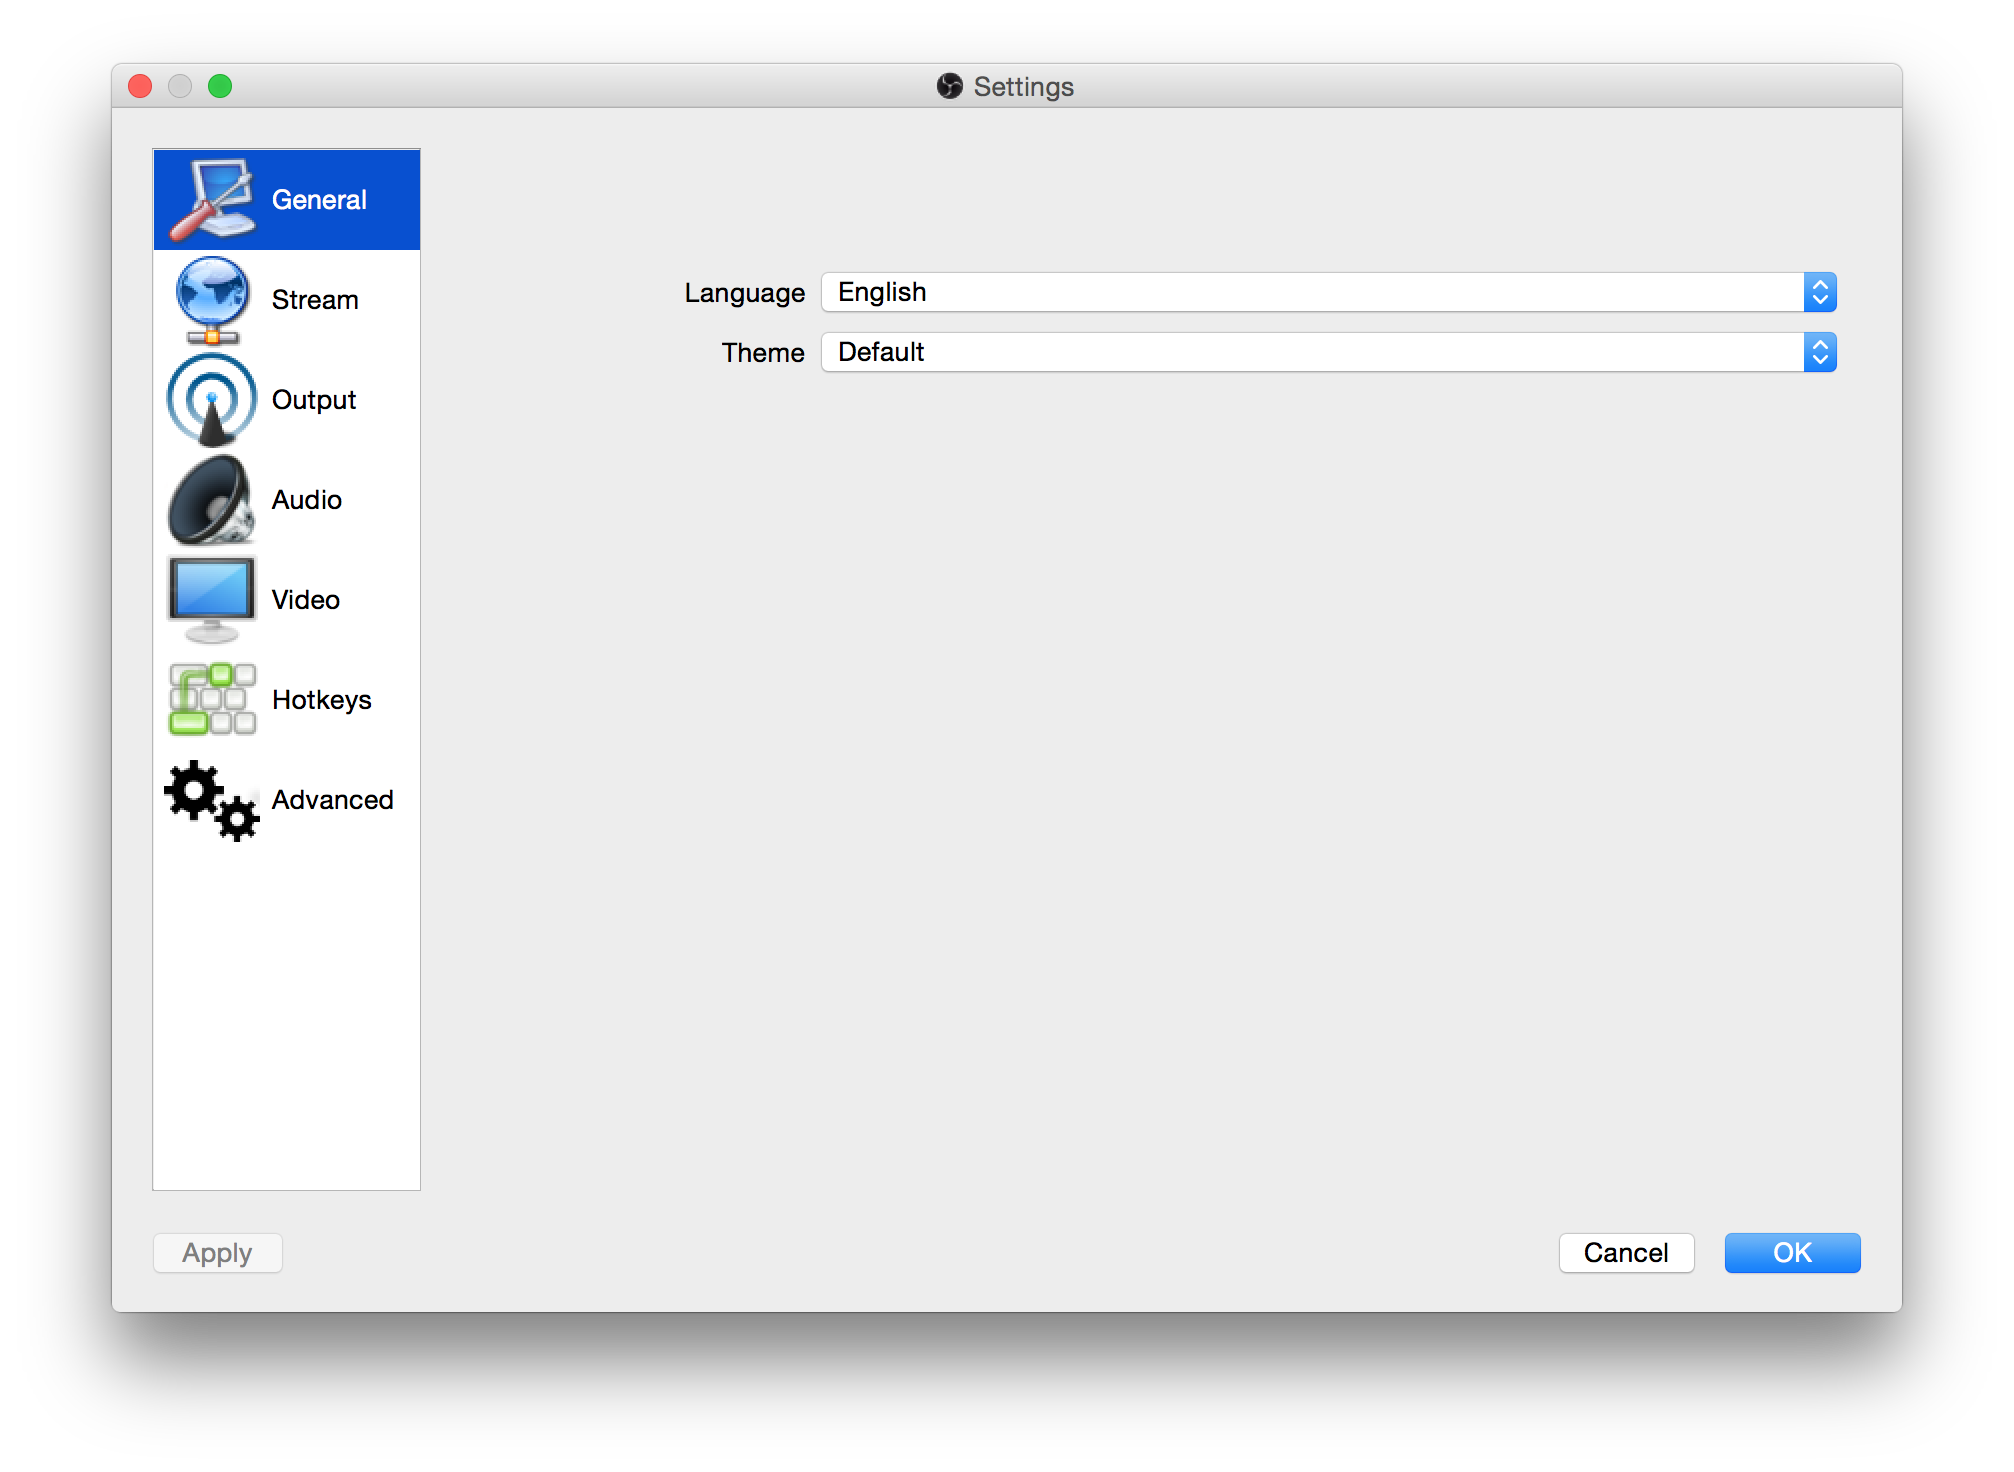 Settings
General
Stream
Output
Audio
Video
Hotkeys
Advanced
Language English
Theme Default
Apply Cancel OK